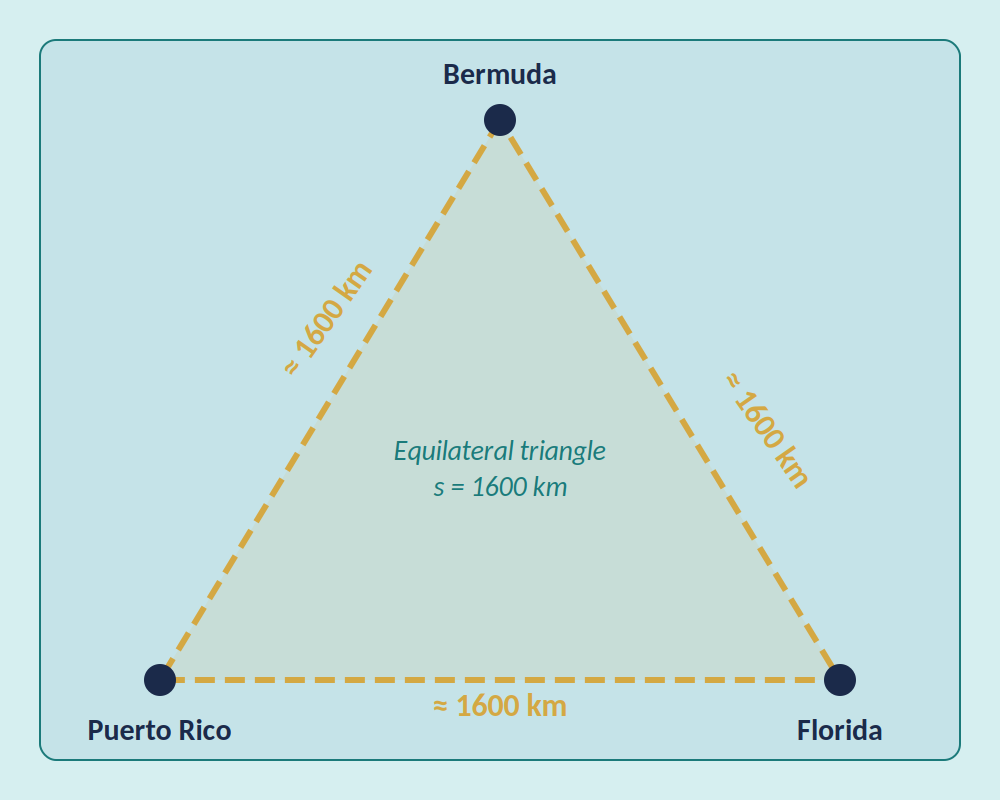 Bermuda
≈ 1600 km
≈ 1600 km
Equilateral triangle
s = 1600 km
≈ 1600 km
Puerto Rico
Florida